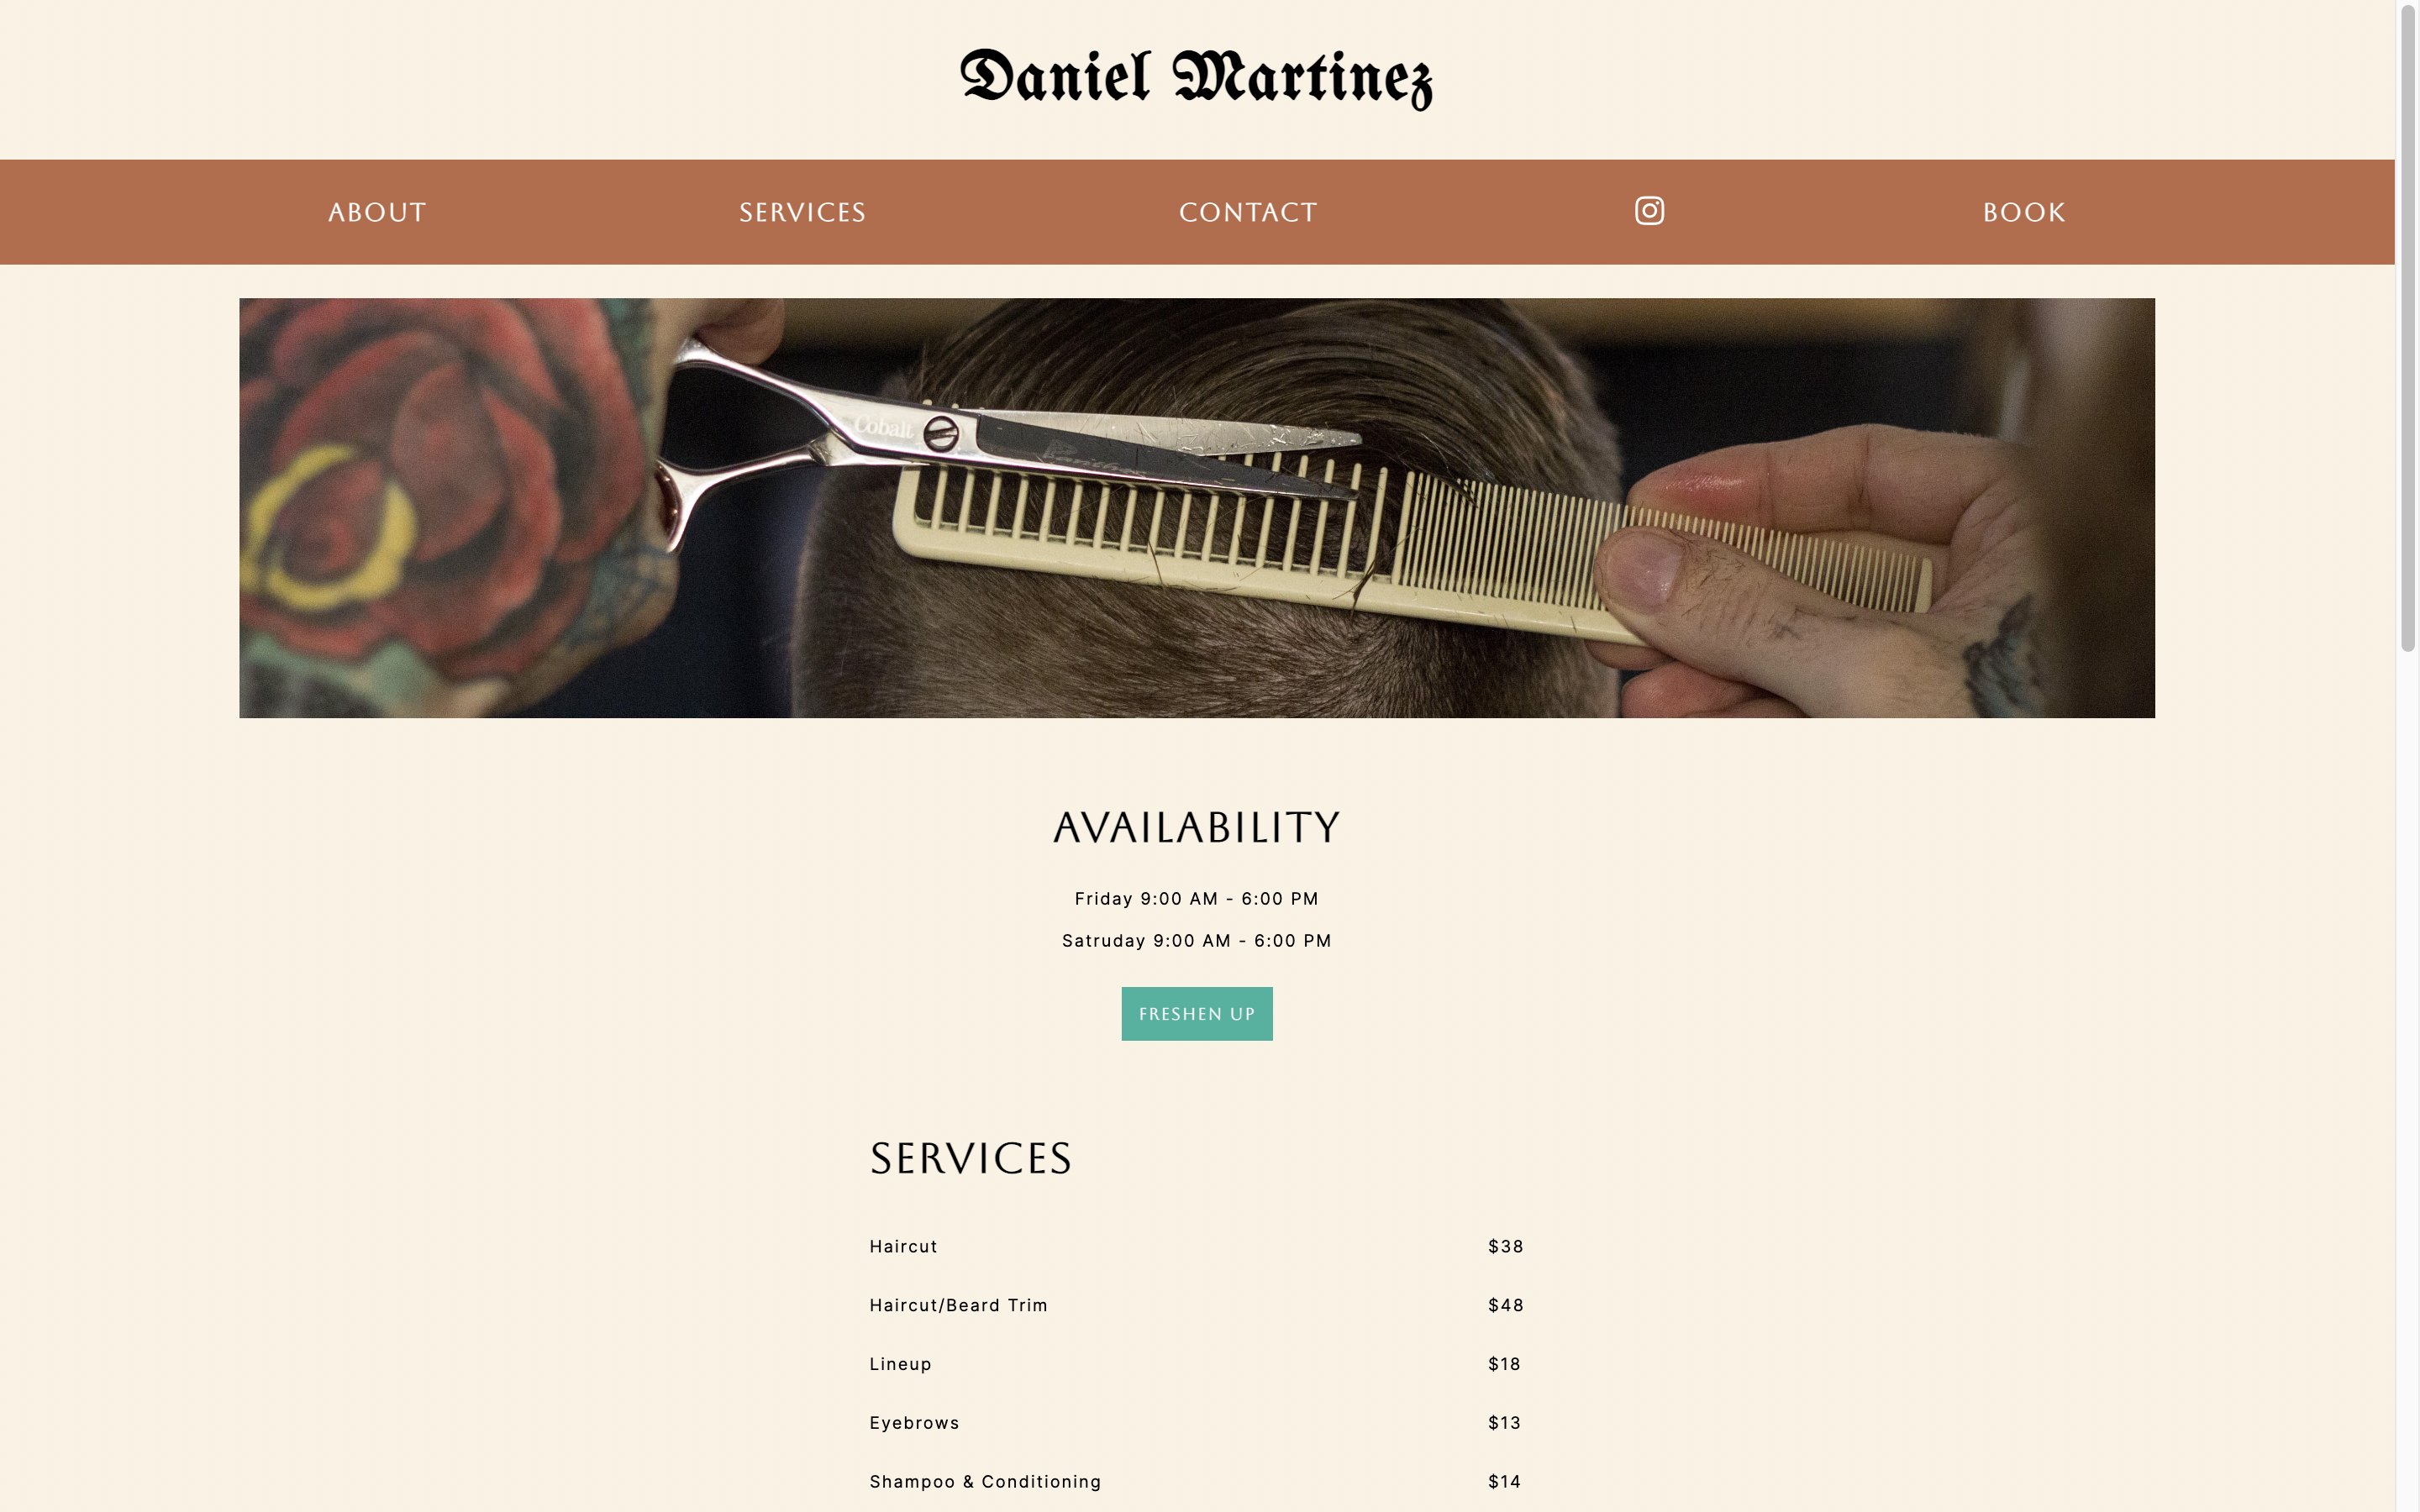 Daniel Martinez
ABOUT SERVICES CONTACT BOOK
Cobalt
AVAILABILITY
Friday 9:00 AM - 6:00 PM
Satruday 9:00 AM - 6:00 PM
FRESHEN UP
SERVICES
Haircut $38
Haircut/Beard Trim $48
Lineup $18
Eyebrows $13
Shampoo & Conditioning $14